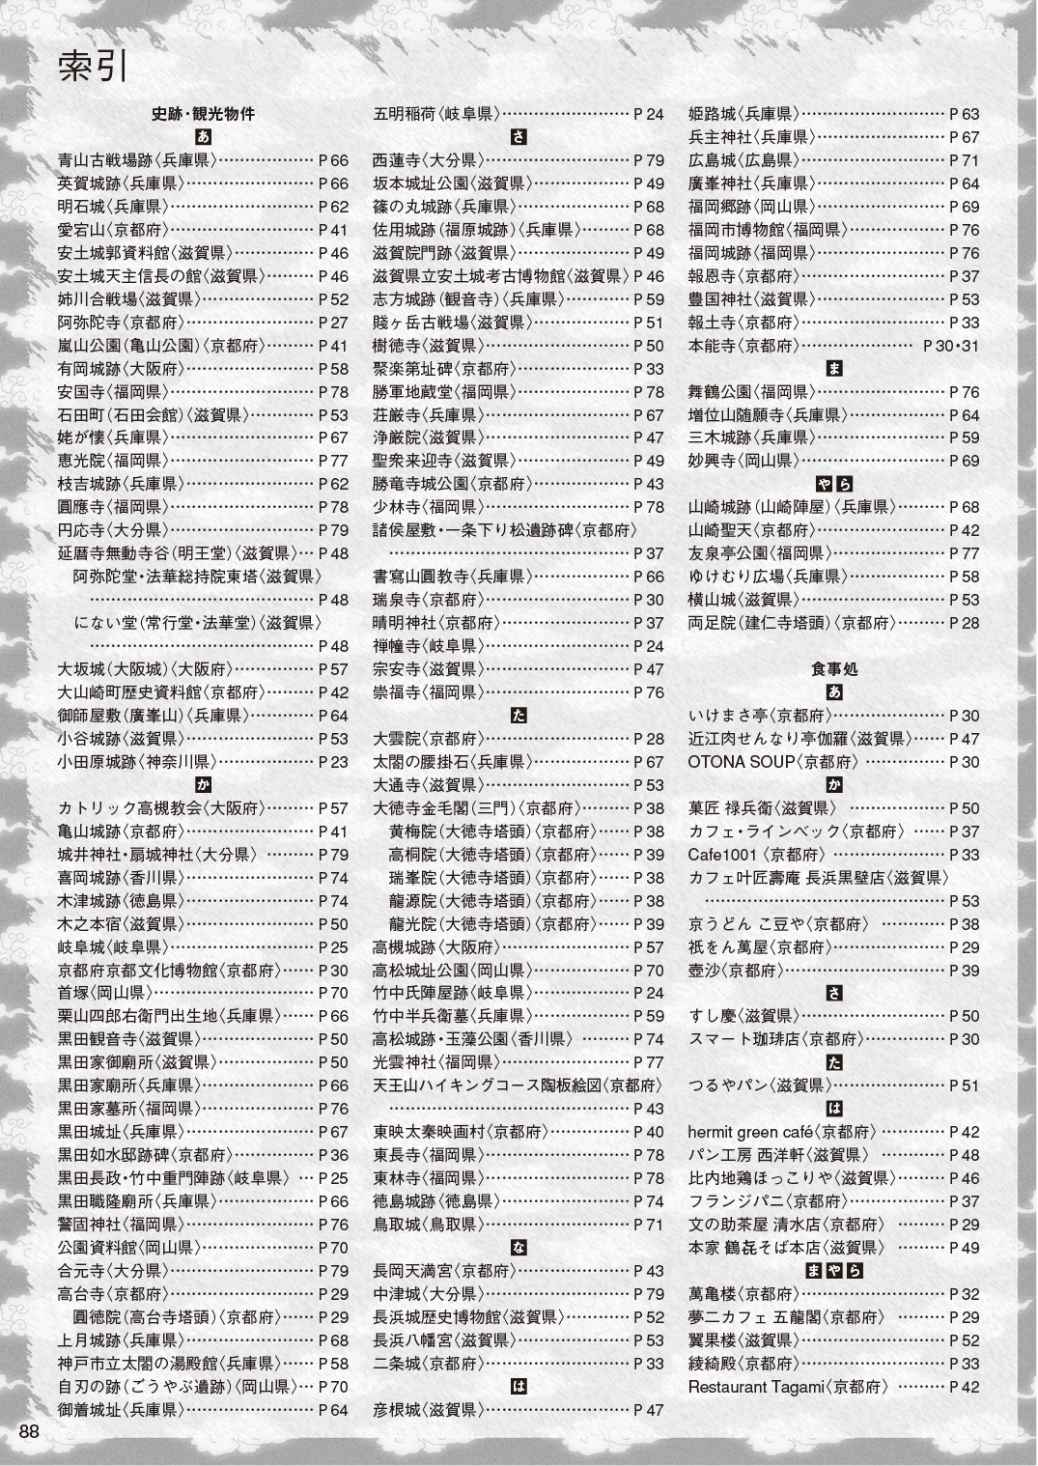 索引
史跡・観光物件
あ
青山古戦場跡〈兵庫県〉……………… P 66
英賀城跡〈兵庫県〉…………………… P 66
明石城〈兵庫県〉……………………… P 62
愛宕山〈京都府〉……………………… P 41
安土城郭資料館〈滋賀県〉…………… P 46
安土城天主信長の館〈滋賀県〉……… P 46
姉川合戦場〈滋賀県〉………………… P 52
阿弥陀寺〈京都府〉…………………… P 27
嵐山公園(亀山公園)〈京都府〉……… P 41
有岡城跡〈大阪府〉…………………… P 58
安国寺〈福岡県〉……………………… P 78
石田町(石田会館)〈滋賀県〉………… P 53
姥が懐〈兵庫県〉……………………… P 67
恵光院〈福岡県〉……………………… P 77
枝吉城跡〈兵庫県〉…………………… P 62
圓應寺〈福岡県〉……………………… P 78
円応寺〈大分県〉……………………… P 79
延暦寺無動寺谷(明王堂)〈滋賀県〉… P 48
阿弥陀堂・法華総持院東塔〈滋賀県〉
…………………………………… P 48
にない堂(常行堂・法華堂)〈滋賀県〉
…………………………………… P 48
大坂城(大阪城)〈大阪府〉…………… P 57
大山崎町歴史資料館〈京都府〉……… P 42
御師屋敷(廣峯山)〈兵庫県〉………… P 64
小谷城跡〈滋賀県〉…………………… P 53
小田原城跡〈神奈川県〉……………… P 23
か
カトリック高槻教会〈大阪府〉……… P 57
亀山城跡〈京都府〉…………………… P 41
城井神社・扇城神社〈大分県〉 ……… P 79
喜岡城跡〈香川県〉…………………… P 74
木津城跡〈徳島県〉…………………… P 74
木之本宿〈滋賀県〉…………………… P 50
岐阜城〈岐阜県〉……………………… P 25
京都府京都文化博物館〈京都府〉…… P 30
首塚〈岡山県〉………………………… P 70
栗山四郎右衛門出生地〈兵庫県〉…… P 66
黒田観音寺〈滋賀県〉………………… P 50
黒田家御廟所〈滋賀県〉……………… P 50
黒田家廟所〈兵庫県〉………………… P 66
黒田家墓所〈福岡県〉………………… P 76
黒田城址〈兵庫県〉…………………… P 67
黒田如水邸跡碑〈京都府〉…………… P 36
黒田長政・竹中重門陣跡〈岐阜県〉 … P 25
黒田職隆廟所〈兵庫県〉……………… P 66
警固神社〈福岡県〉…………………… P 76
公園資料館〈岡山県〉………………… P 70
合元寺〈大分県〉……………………… P 79
高台寺〈京都府〉……………………… P 29
圓徳院(高台寺塔頭)〈京都府〉…… P 29
上月城跡〈兵庫県〉…………………… P 68
神戸市立太閤の湯殿館〈兵庫県〉…… P 58
自刃の跡(ごうやぶ遺跡)〈岡山県〉… P 70
御着城址〈兵庫県〉…………………… P 64
五明稲荷〈岐阜県〉…………………… P 24
さ
西蓮寺〈大分県〉……………………… P 79
坂本城址公園〈滋賀県〉……………… P 49
篠の丸城跡〈兵庫県〉………………… P 68
佐用城跡(福原城跡)〈兵庫県〉……… P 68
滋賀院門跡〈滋賀県〉………………… P 49
滋賀県立安土城考古博物館〈滋賀県〉 P 46
志方城跡(観音寺)〈兵庫県〉………… P 59
賤ヶ岳古戦場〈滋賀県〉……………… P 51
樹徳寺〈滋賀県〉……………………… P 50
聚楽第址碑〈京都府〉………………… P 33
勝軍地蔵堂〈福岡県〉………………… P 78
荘厳寺〈兵庫県〉……………………… P 67
浄厳院〈滋賀県〉……………………… P 47
聖衆来迎寺〈滋賀県〉………………… P 49
勝竜寺城公園〈京都府〉……………… P 43
少林寺〈福岡県〉……………………… P 78
諸侯屋敷・一条下り松遺跡碑〈京都府〉
……………………………………… P 37
書寫山圓教寺〈兵庫県〉……………… P 66
瑞泉寺〈京都府〉……………………… P 30
晴明神社〈京都府〉…………………… P 37
禅幢寺〈岐阜県〉……………………… P 24
宗安寺〈滋賀県〉……………………… P 47
崇福寺〈福岡県〉……………………… P 76
た
大雲院〈京都府〉……………………… P 28
太閤の腰掛石〈兵庫県〉……………… P 67
大通寺〈滋賀県〉……………………… P 53
大徳寺金毛閣(三門)〈京都府〉……… P 38
黄梅院(大徳寺塔頭)〈京都府〉…… P 38
高桐院(大徳寺塔頭)〈京都府〉…… P 39
瑞峯院(大徳寺塔頭)〈京都府〉…… P 38
龍源院(大徳寺塔頭)〈京都府〉…… P 38
龍光院(大徳寺塔頭)〈京都府〉…… P 39
高槻城跡〈大阪府〉…………………… P 57
高松城址公園〈岡山県〉……………… P 70
竹中氏陣屋跡〈岐阜県〉……………… P 24
竹中半兵衛墓〈兵庫県〉……………… P 59
高松城跡・玉藻公園〈香川県〉 ……… P 74
光雲神社〈福岡県〉…………………… P 77
天王山ハイキングコース陶板絵図〈京都府〉
……………………………………… P 43
東映太秦映画村〈京都府〉…………… P 40
東長寺〈福岡県〉……………………… P 78
東林寺〈福岡県〉……………………… P 78
徳島城跡〈徳島県〉…………………… P 74
鳥取城〈鳥取県〉……………………… P 71
な
長岡天満宮〈京都府〉………………… P 43
中津城〈大分県〉……………………… P 79
長浜城歴史博物館〈滋賀県〉………… P 52
長浜八幡宮〈滋賀県〉………………… P 53
二条城〈京都府〉……………………… P 33
は
彦根城〈滋賀県〉……………………… P 47
姫路城〈兵庫県〉……………………… P 63
兵主神社〈兵庫県〉…………………… P 67
広島城〈広島県〉……………………… P 71
廣峯神社〈兵庫県〉…………………… P 64
福岡郷跡〈岡山県〉…………………… P 69
福岡市博物館〈福岡県〉……………… P 76
福岡城跡〈福岡県〉…………………… P 76
報恩寺〈京都府〉……………………… P 37
豊国神社〈滋賀県〉…………………… P 53
報土寺〈京都府〉……………………… P 33
本能寺〈京都府〉………………… P 30・31
ま
舞鶴公園〈福岡県〉…………………… P 76
増位山随願寺〈兵庫県〉……………… P 64
三木城跡〈兵庫県〉…………………… P 59
妙興寺〈岡山県〉……………………… P 69
やら
山崎城跡(山崎陣屋)〈兵庫県〉……… P 68
山崎聖天〈京都府〉…………………… P 42
友泉亭公園〈福岡県〉………………… P 77
ゆけむり広場〈兵庫県〉……………… P 58
横山城〈滋賀県〉……………………… P 53
両足院(建仁寺塔頭)〈京都府〉……… P 28
食事処
あ
いけまさ亭〈京都府〉………………… P 30
近江肉せんなり亭伽羅〈滋賀県〉…… P 47
OTONA SOUP〈京都府〉 …………… P 30
か
菓匠 禄兵衛〈滋賀県〉 ……………… P 50
カフェ・ラインベック〈京都府〉 …… P 37
Cafe1001 〈京都府〉 ………………… P 33
カフェ叶匠壽庵 長浜黒壁店〈滋賀県〉
……………………………………… P 53
京うどん こ豆や〈京都府〉 ………… P 38
祇をん萬屋〈京都府〉………………… P 29
壺沙〈京都府〉………………………… P 39
さ
すし慶〈滋賀県〉……………………… P 50
スマート珈琲店〈京都府〉…………… P 30
た
つるやパン〈滋賀県〉………………… P 51
は
hermit green café〈京都府〉 ………… P 42
パン工房 西洋軒〈滋賀県〉 ………… P 48
比内地鶏ほっこりや〈滋賀県〉……… P 46
フランジパニ〈京都府〉……………… P 37
文の助茶屋 清水店〈京都府〉 ……… P 29
本家 鶴㐂そば本店〈滋賀県〉 ……… P 49
まやら
萬亀楼〈京都府〉……………………… P 32
夢二カフェ 五龍閣〈京都府〉 ……… P 29
翼果楼〈滋賀県〉……………………… P 52
綾綺殿〈京都府〉……………………… P 33
Restaurant Tagami〈京都府〉 ……… P 42
88